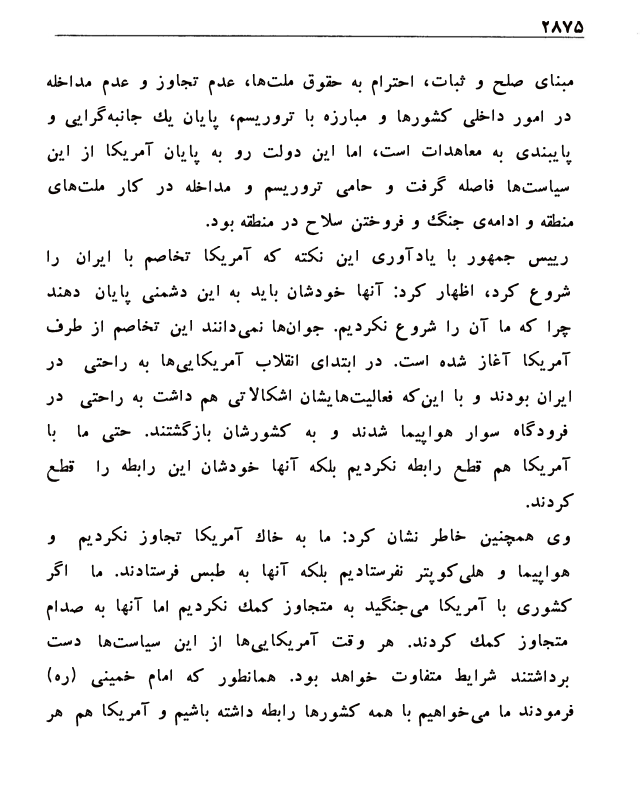 ۲۸۷۵
مبنای صلح و ثبات، احترام به حقوق ملت‌ها، عدم تجاوز و عدم مداخله
در امور داخلی کشورها و مبارزه با تروریسم، پایان یك جانبه‌گرایی و
پایبندی به معاهدات است، اما این دولت رو به پایان آمریکا از این
سیاست‌ها فاصله گرفت و حامی تروریسم و مداخله در کار ملت‌های
منطقه و ادامه‌ی جنگ و فروختن سلاح در منطقه بود.
رییس جمهور با یادآوری این نکته که آمریکا تخاصم با ایران را
شروع کرد، اظهار کرد: آنها خودشان باید به این دشمنی پایان دهند
چرا که ما آن را شروع نکردیم. جوان‌ها نمی‌دانند این تخاصم از طرف
آمریکا آغاز شده است. در ابتدای انقلاب آمریکایی‌ها به راحتی در
ایران بودند و با این‌که فعالیت‌هایشان اشکالاتی هم داشت به راحتی در
فرودگاه سوار هواپیما شدند و به کشورشان بازگشتند. حتی ما با
آمریکا هم قطع رابطه نکردیم بلکه آنها خودشان این رابطه را قطع
کردند.
وی همچنین خاطر نشان کرد: ما به خاك آمریکا تجاوز نکردیم و
هواپیما و هلی‌کوپتر نفرستادیم بلکه آنها به طبس فرستادند. ما اگر
کشوری با آمریکا می‌جنگید به متجاوز کمك نکردیم اما آنها به صدام
متجاوز کمك کردند. هر وقت آمریکایی‌ها از این سیاست‌ها دست
برداشتند شرایط متفاوت خواهد بود. همانطور که امام خمینی (ره)
فرمودند ما می‌خواهیم با همه کشورها رابطه داشته باشیم و آمریکا هم هر